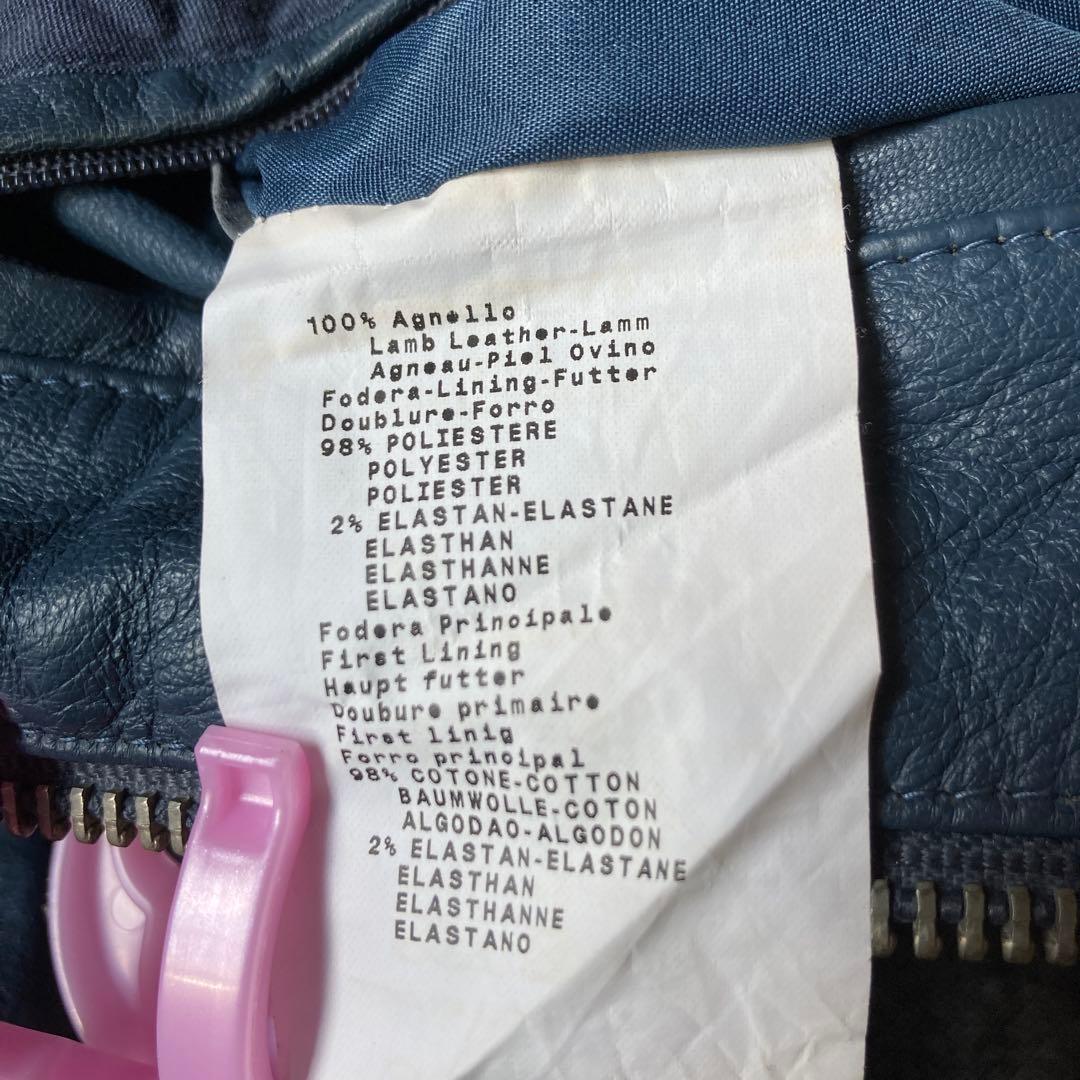 100% Agnello
Lamb Leather-Lamm
Agneau-Piel Ovino
Fodera-Lining-Futter
Doublure-Forro
98% POLIESTERE
POLYESTER
POLIESTER
2% ELASTAN-ELASTANE
ELASTHAN
ELASTHANNE
ELASTANO
Fodera Principale
First Lining
Haupt futter
Doubure primaire
First linig
Forro principal
98% COTONE-COTTON
BAUMWOLLE-COTON
ALGODAO-ALGODON
2% ELASTAN-ELASTANE
ELASTHAN
ELASTHANNE
ELASTANO